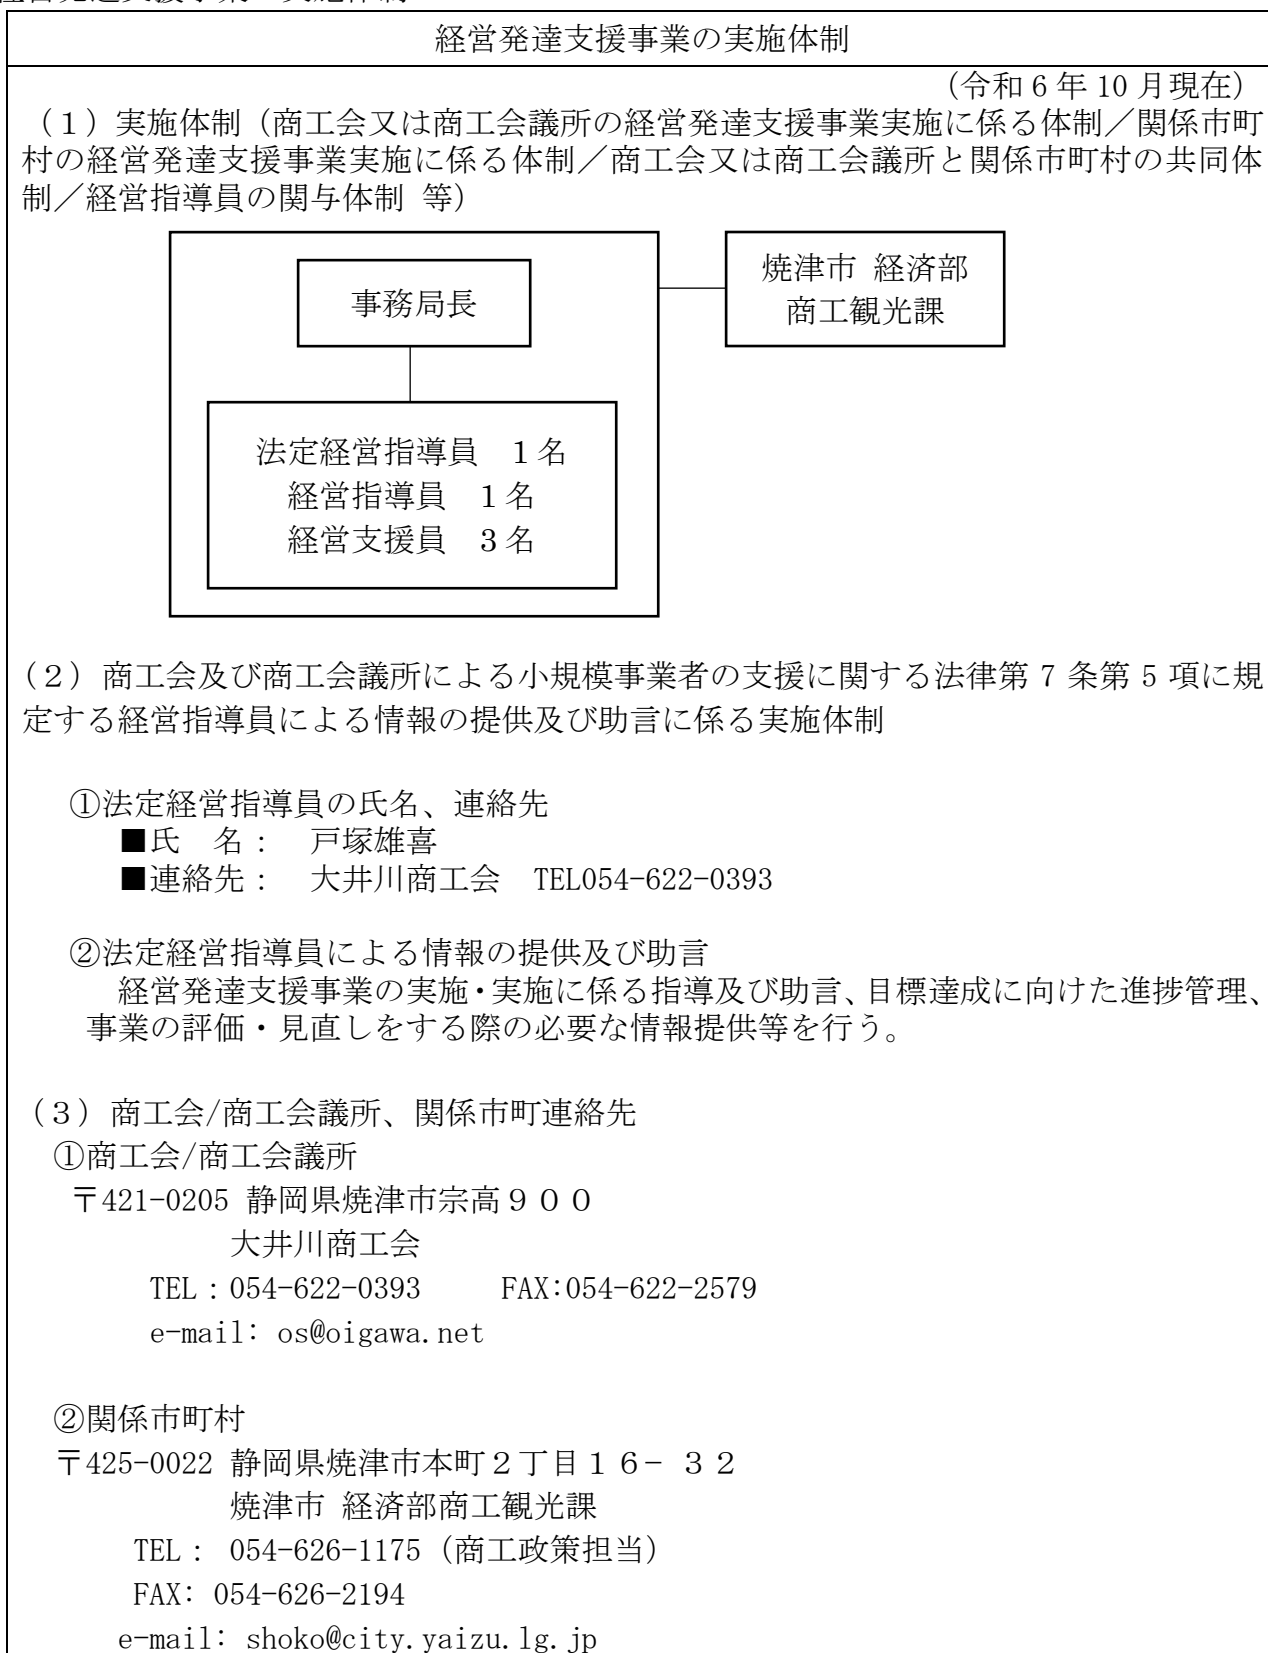 経営発達支援事業の実施体制
（令和 6 年 10 月現在）
（１）実施体制（商工会又は商工会議所の経営発達支援事業実施に係る体制／関係市町
村の経営発達支援事業実施に係る体制／商工会又は商工会議所と関係市町村の共同体
制／経営指導員の関与体制 等）
事務局長
焼津市 経済部
商工観光課
法定経営指導員　１名
経営指導員　１名
経営支援員　３名
（２）商工会及び商工会議所による小規模事業者の支援に関する法律第 7 条第 5 項に規
定する経営指導員による情報の提供及び助言に係る実施体制
①法定経営指導員の氏名、連絡先
■氏　名：　戸塚雄喜
■連絡先：　大井川商工会　TEL054-622-0393
②法定経営指導員による情報の提供及び助言
経営発達支援事業の実施・実施に係る指導及び助言、目標達成に向けた進捗管理、
事業の評価・見直しをする際の必要な情報提供等を行う。
（３）商工会/商工会議所、関係市町連絡先
①商工会/商工会議所
〒421-0205 静岡県焼津市宗高９００
大井川商工会
TEL：054-622-0393　　FAX:054-622-2579
e-mail: os@oigawa.net
②関係市町村
〒425-0022 静岡県焼津市本町２丁目１６−３２
焼津市 経済部商工観光課
TEL： 054-626-1175（商工政策担当）
FAX: 054-626-2194
e-mail: shoko@city.yaizu.lg.jp